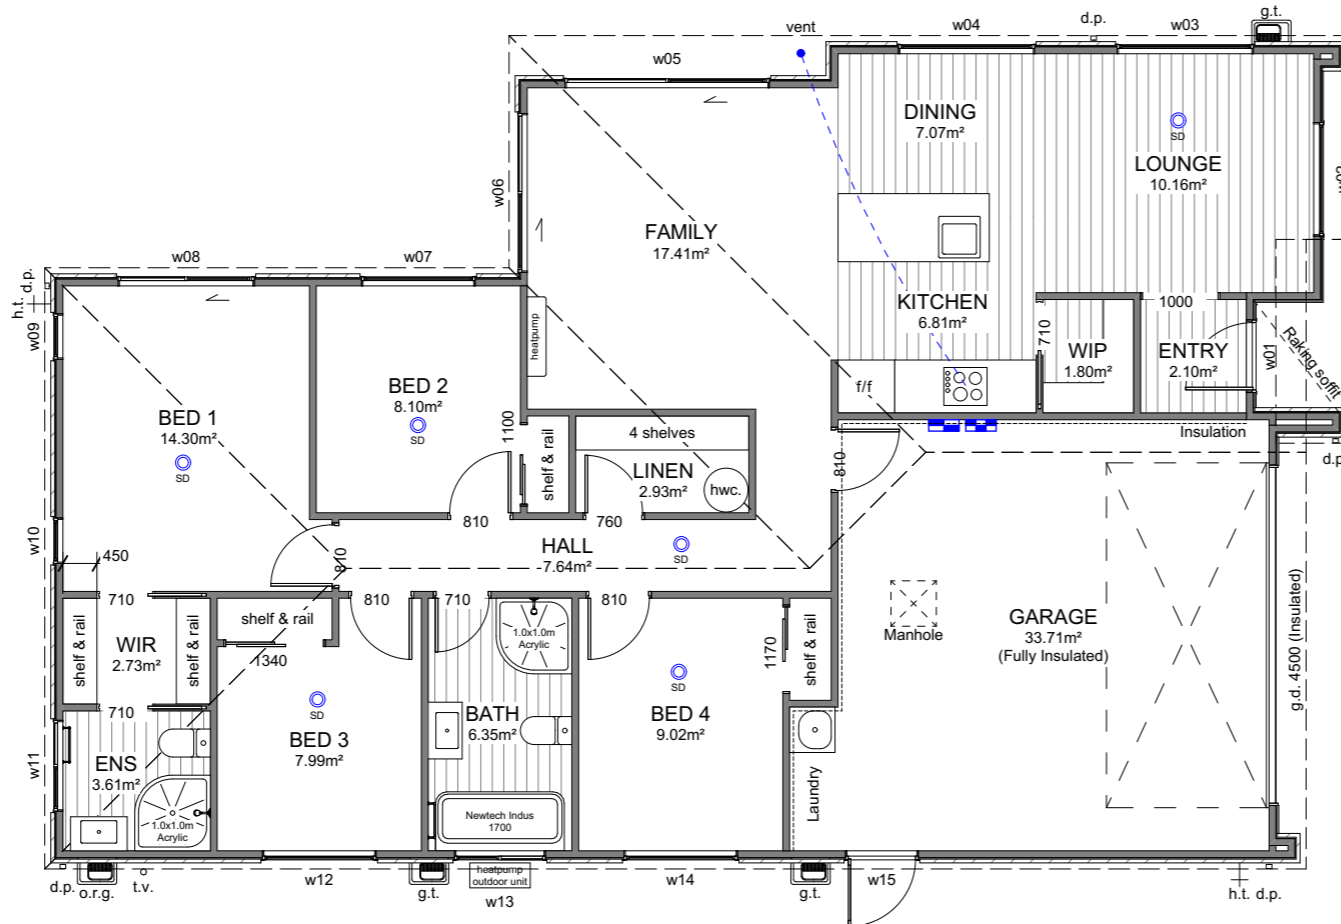 g.t.
w04
d.p.
w03
vent
w05
DINING
7.07m²
SD
LOUNGE
10.16m²
w02
w06
FAMILY
17.41m²
w08
w07
d.p.
h.t.
KITCHEN
6.81m²
1000
w09
heatpump
710
WIP
1.80m²
ENTRY
2.10m²
w01
Raking soffit
BED 2
8.10m²
SD
f/f
BED 1
14.30m²
SD
1100
shelf & rail
4 shelves
LINEN
2.93m²
hwc.
810
Insulation
d.p.
w10
450
810
760
HALL
7.64m²
SD
810
710
810
710
810
shelf & rail
WIR
2.73m²
shelf & rail
shelf & rail
1340
1.0x1.0m
Acrylic
1170
shelf & rail
Manhole
GARAGE
33.71m²
(Fully Insulated)
g.d. 4500 (Insulated)
710
SD
BED 3
7.99m²
BATH
6.35m²
SD
BED 4
9.02m²
w11
ENS
3.61m²
1.0x1.0m
Acrylic
Newtech Indus
1700
Laundry
d.p.
o.r.g.
t.v.
w12
g.t.
heatpump
outdoor unit
w13
w14
g.t.
w15
h.t.
d.p.